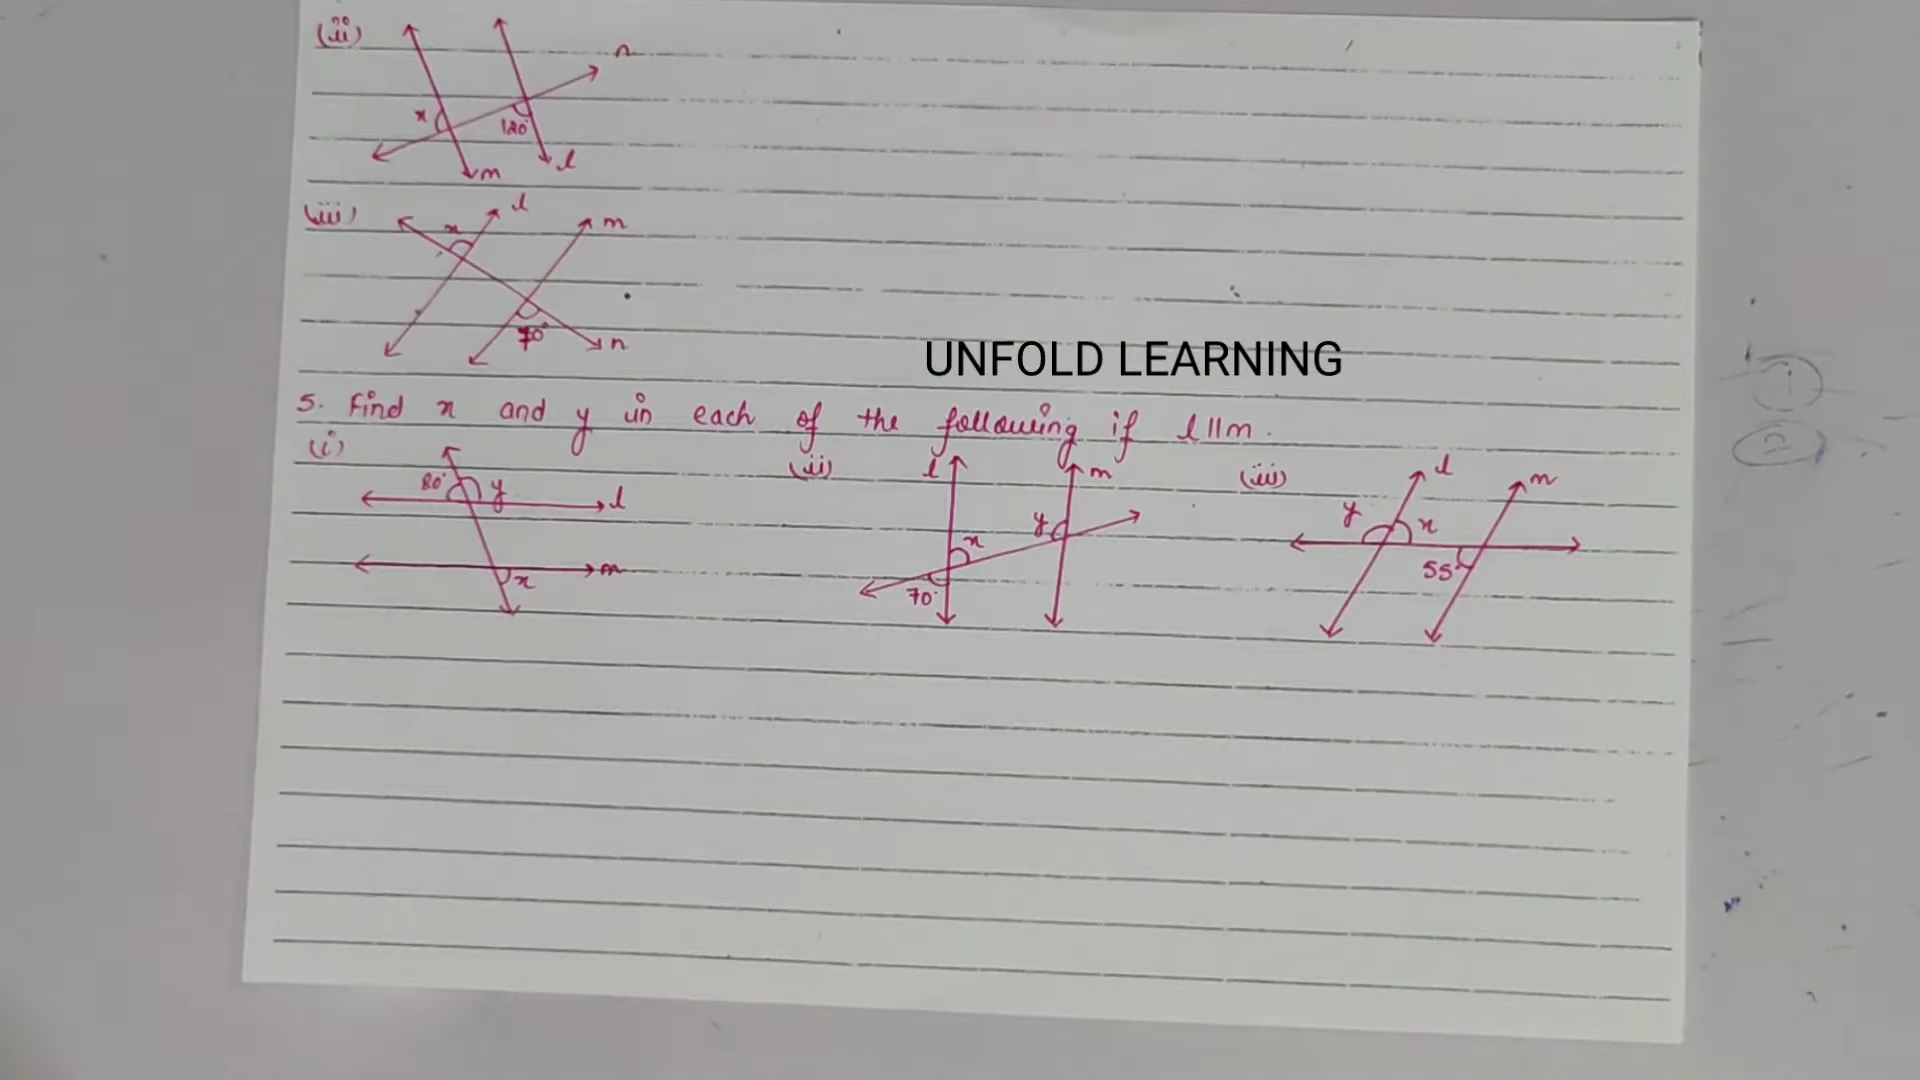 (ii)
n
x
120°
m
l
(iii)
l
x
m
70°
n
UNFOLD LEARNING
5. Find x and y in each of the following if l||m.
(i)
80°
y
l
m
x
(ii)
l
m
y
x
70°
(iii)
l
m
y
x
55°